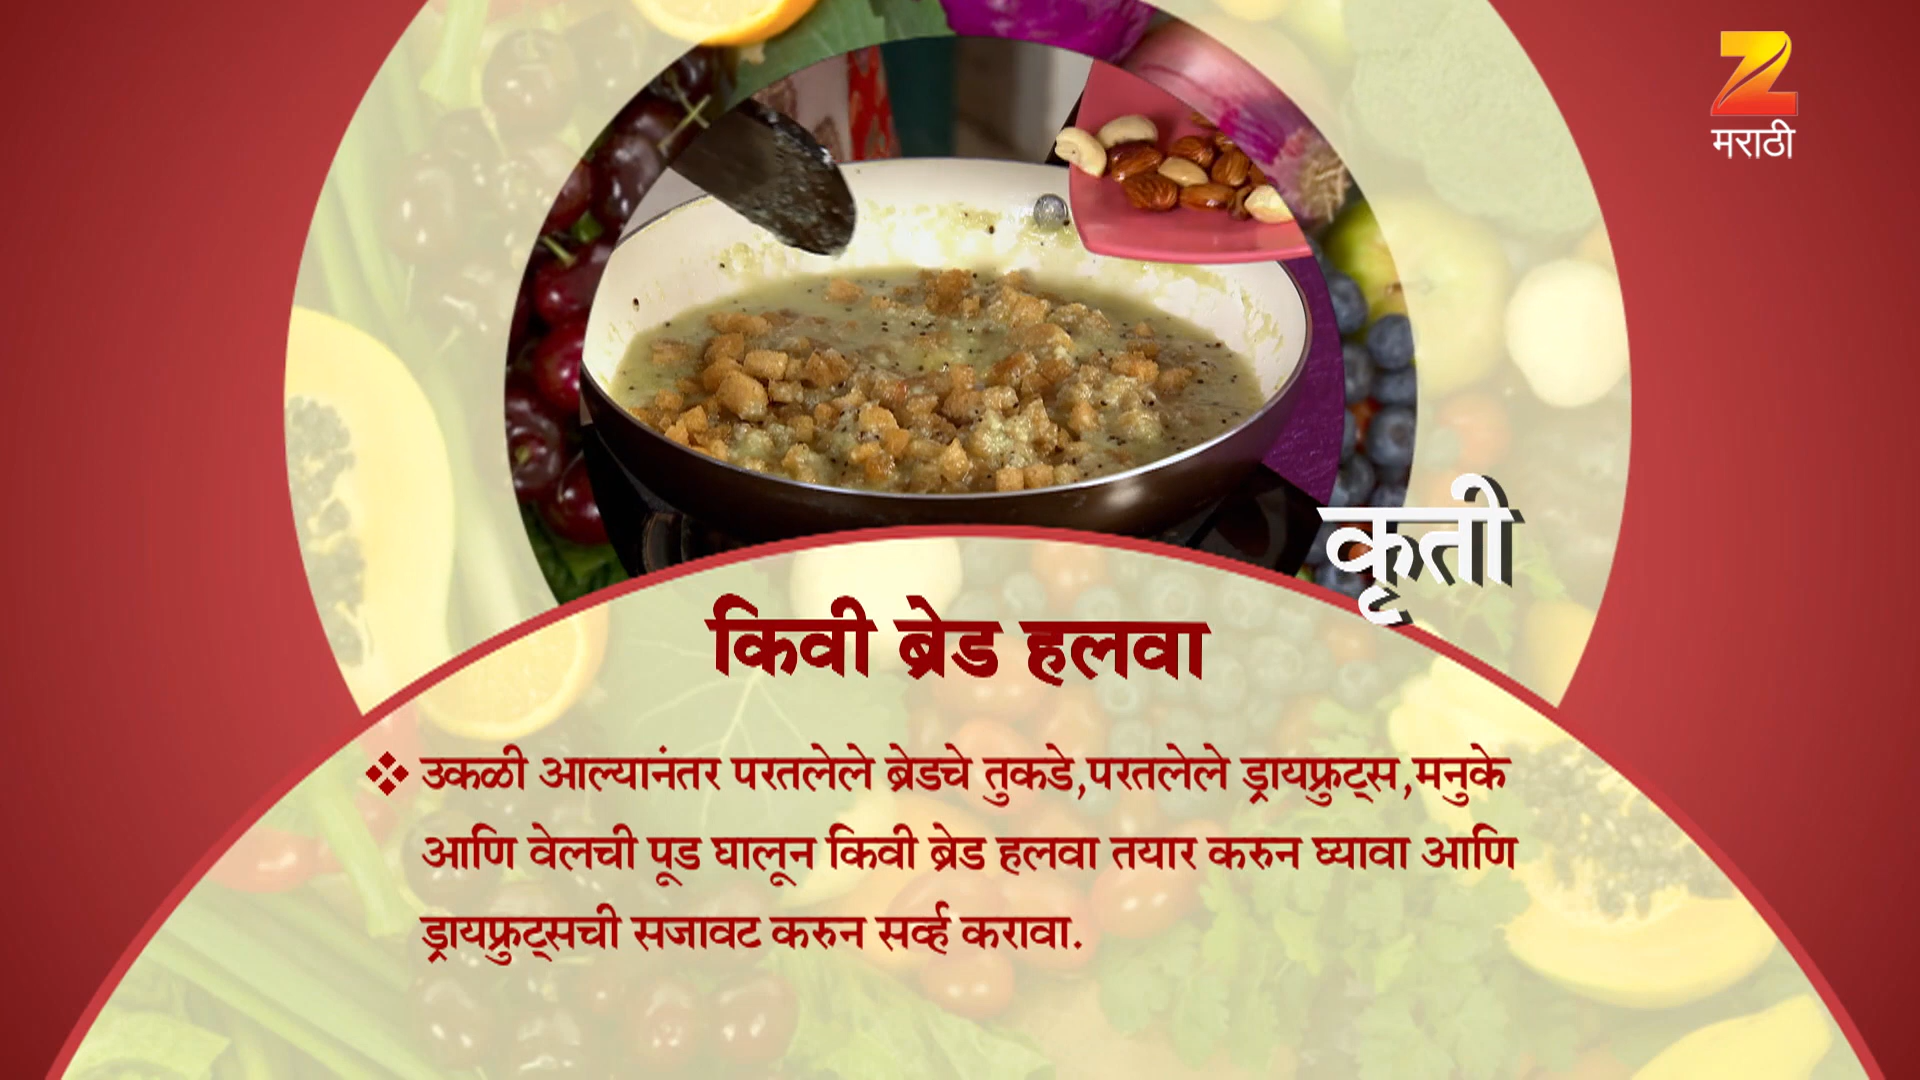 मराठी
कृती
किवी ब्रेड हलवा
❖ उकळी आल्यानंतर परतलेले ब्रेडचे तुकडे,परतलेले ड्रायफ्रुट्स,मनुके
आणि वेलची पूड घालून किवी ब्रेड हलवा तयार करुन घ्यावा आणि
ड्रायफ्रुट्सची सजावट करुन सर्व्ह करावा.